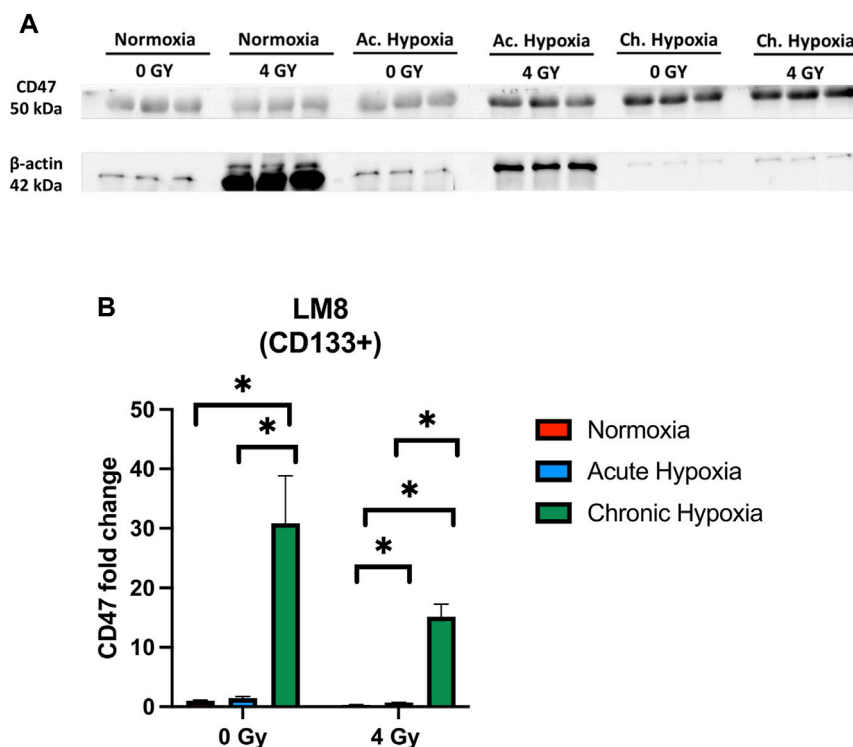 A
Normoxia Normoxia Ac. Hypoxia Ac. Hypoxia Ch. Hypoxia Ch. Hypoxia
0 GY 4 GY 0 GY 4 GY 0 GY 4 GY
CD47
50 kDa
β-actin
42 kDa
B
LM8
(CD133+)
CD47 fold change
50
40
30
20
10
0
* * * * *
0 Gy 4 Gy
Normoxia
Acute Hypoxia
Chronic Hypoxia